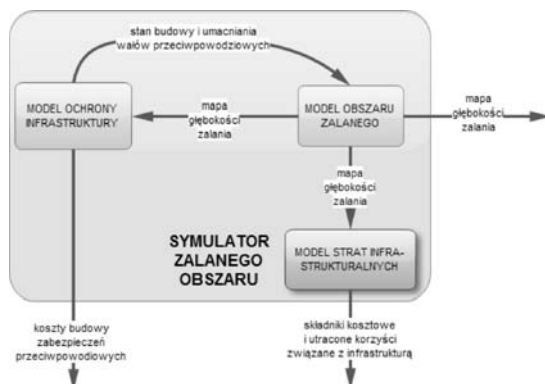 stan budowy i umacniania
wałów przeciwpowodziowych
MODEL OCHRONY
INFRASTRUKTURY
mapa
głębokości
zalania
MODEL OBSZARU
ZALANEGO
mapa
głębokości
zalania
mapa
głębokości
zalania
SYMULATOR
ZALANEGO
OBSZARU
MODEL STRAT INFRA-
STRUKTURALNYCH
koszty budowy
zabezpieczeń
przeciwpowodiowych
składniki kosztowe
i utracone korzyści
związane z infrastrukturą